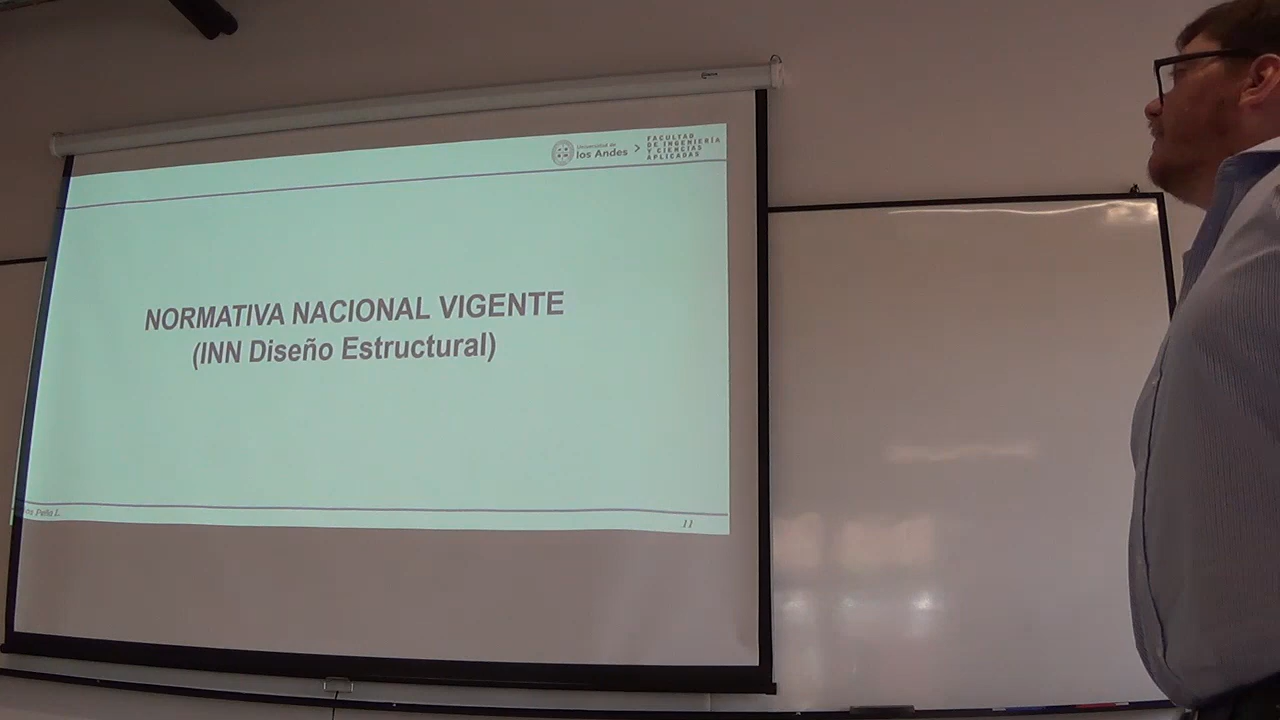 Universidad de
los Andes
FACULTAD
DE INGENIERÍA
Y CIENCIAS
APLICADAS
NORMATIVA NACIONAL VIGENTE
(INN Diseño Estructural)
Peña L.
11